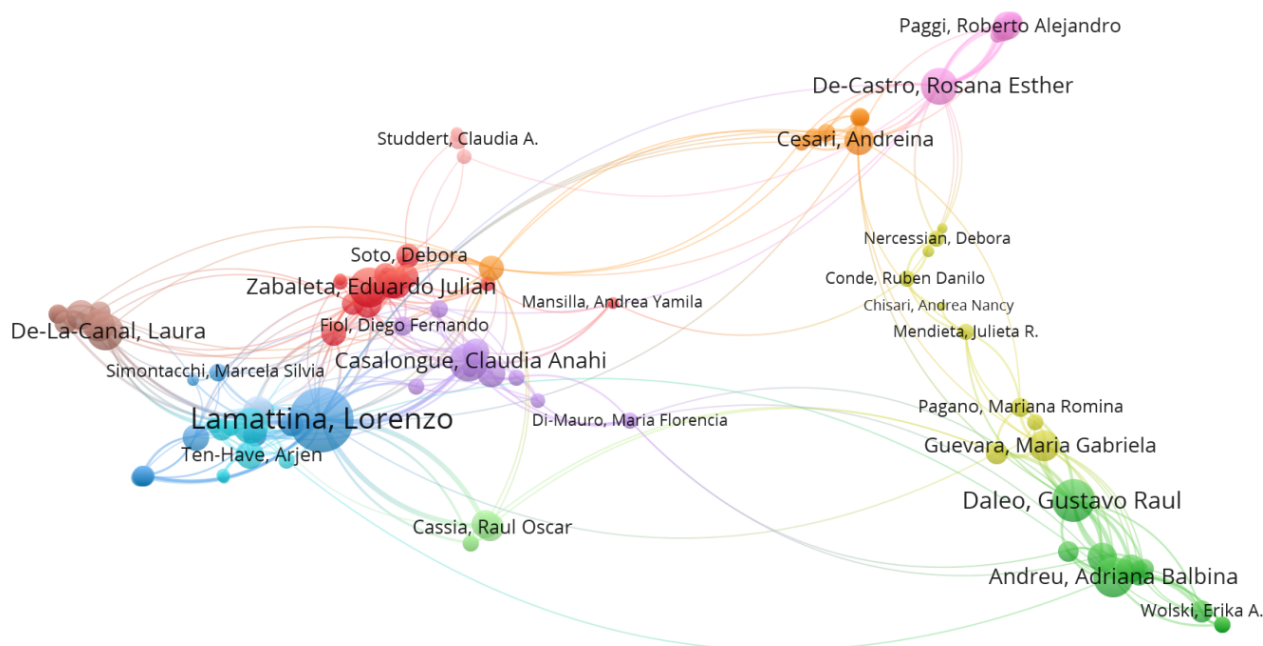 Paggi, Roberto Alejandro
De-Castro, Rosana Esther
Studdert, Claudia A.
Cesari, Andreina
Nercessian, Debora
Soto, Debora
Conde, Ruben Danilo
Zabaleta, Eduardo Julian
Mansilla, Andrea Yamila
Chisari, Andrea Nancy
Fiol, Diego Fernando
Mendieta, Julieta R.
De-La-Canal, Laura
Casalongue, Claudia Anahi
Simontacchi, Marcela Silvia
Pagano, Mariana Romina
Lamattina, Lorenzo
Di-Mauro, Maria Florencia
Guevara, Maria Gabriela
Ten-Have, Arjen
Daleo, Gustavo Raul
Cassia, Raul Oscar
Andreu, Adriana Balbina
Wolski, Erika A.